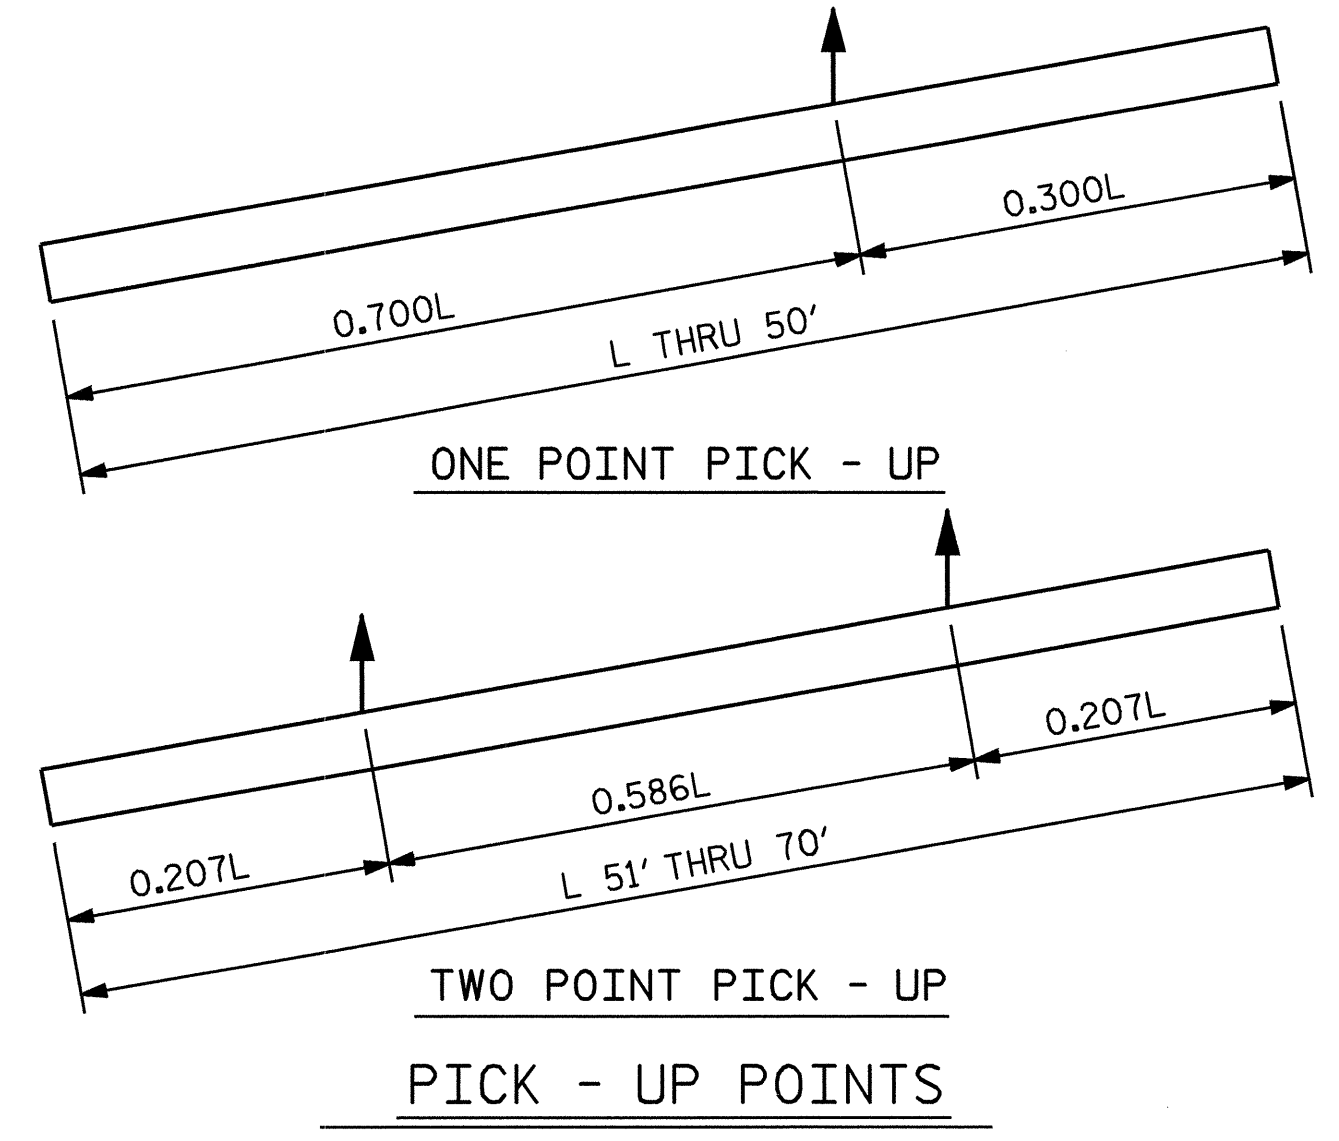 0.300L
0.700L
L THRU 50'
ONE POINT PICK - UP
0.207L
0.586L
0.207L
L 51' THRU 70'
TWO POINT PICK - UP
PICK - UP POINTS